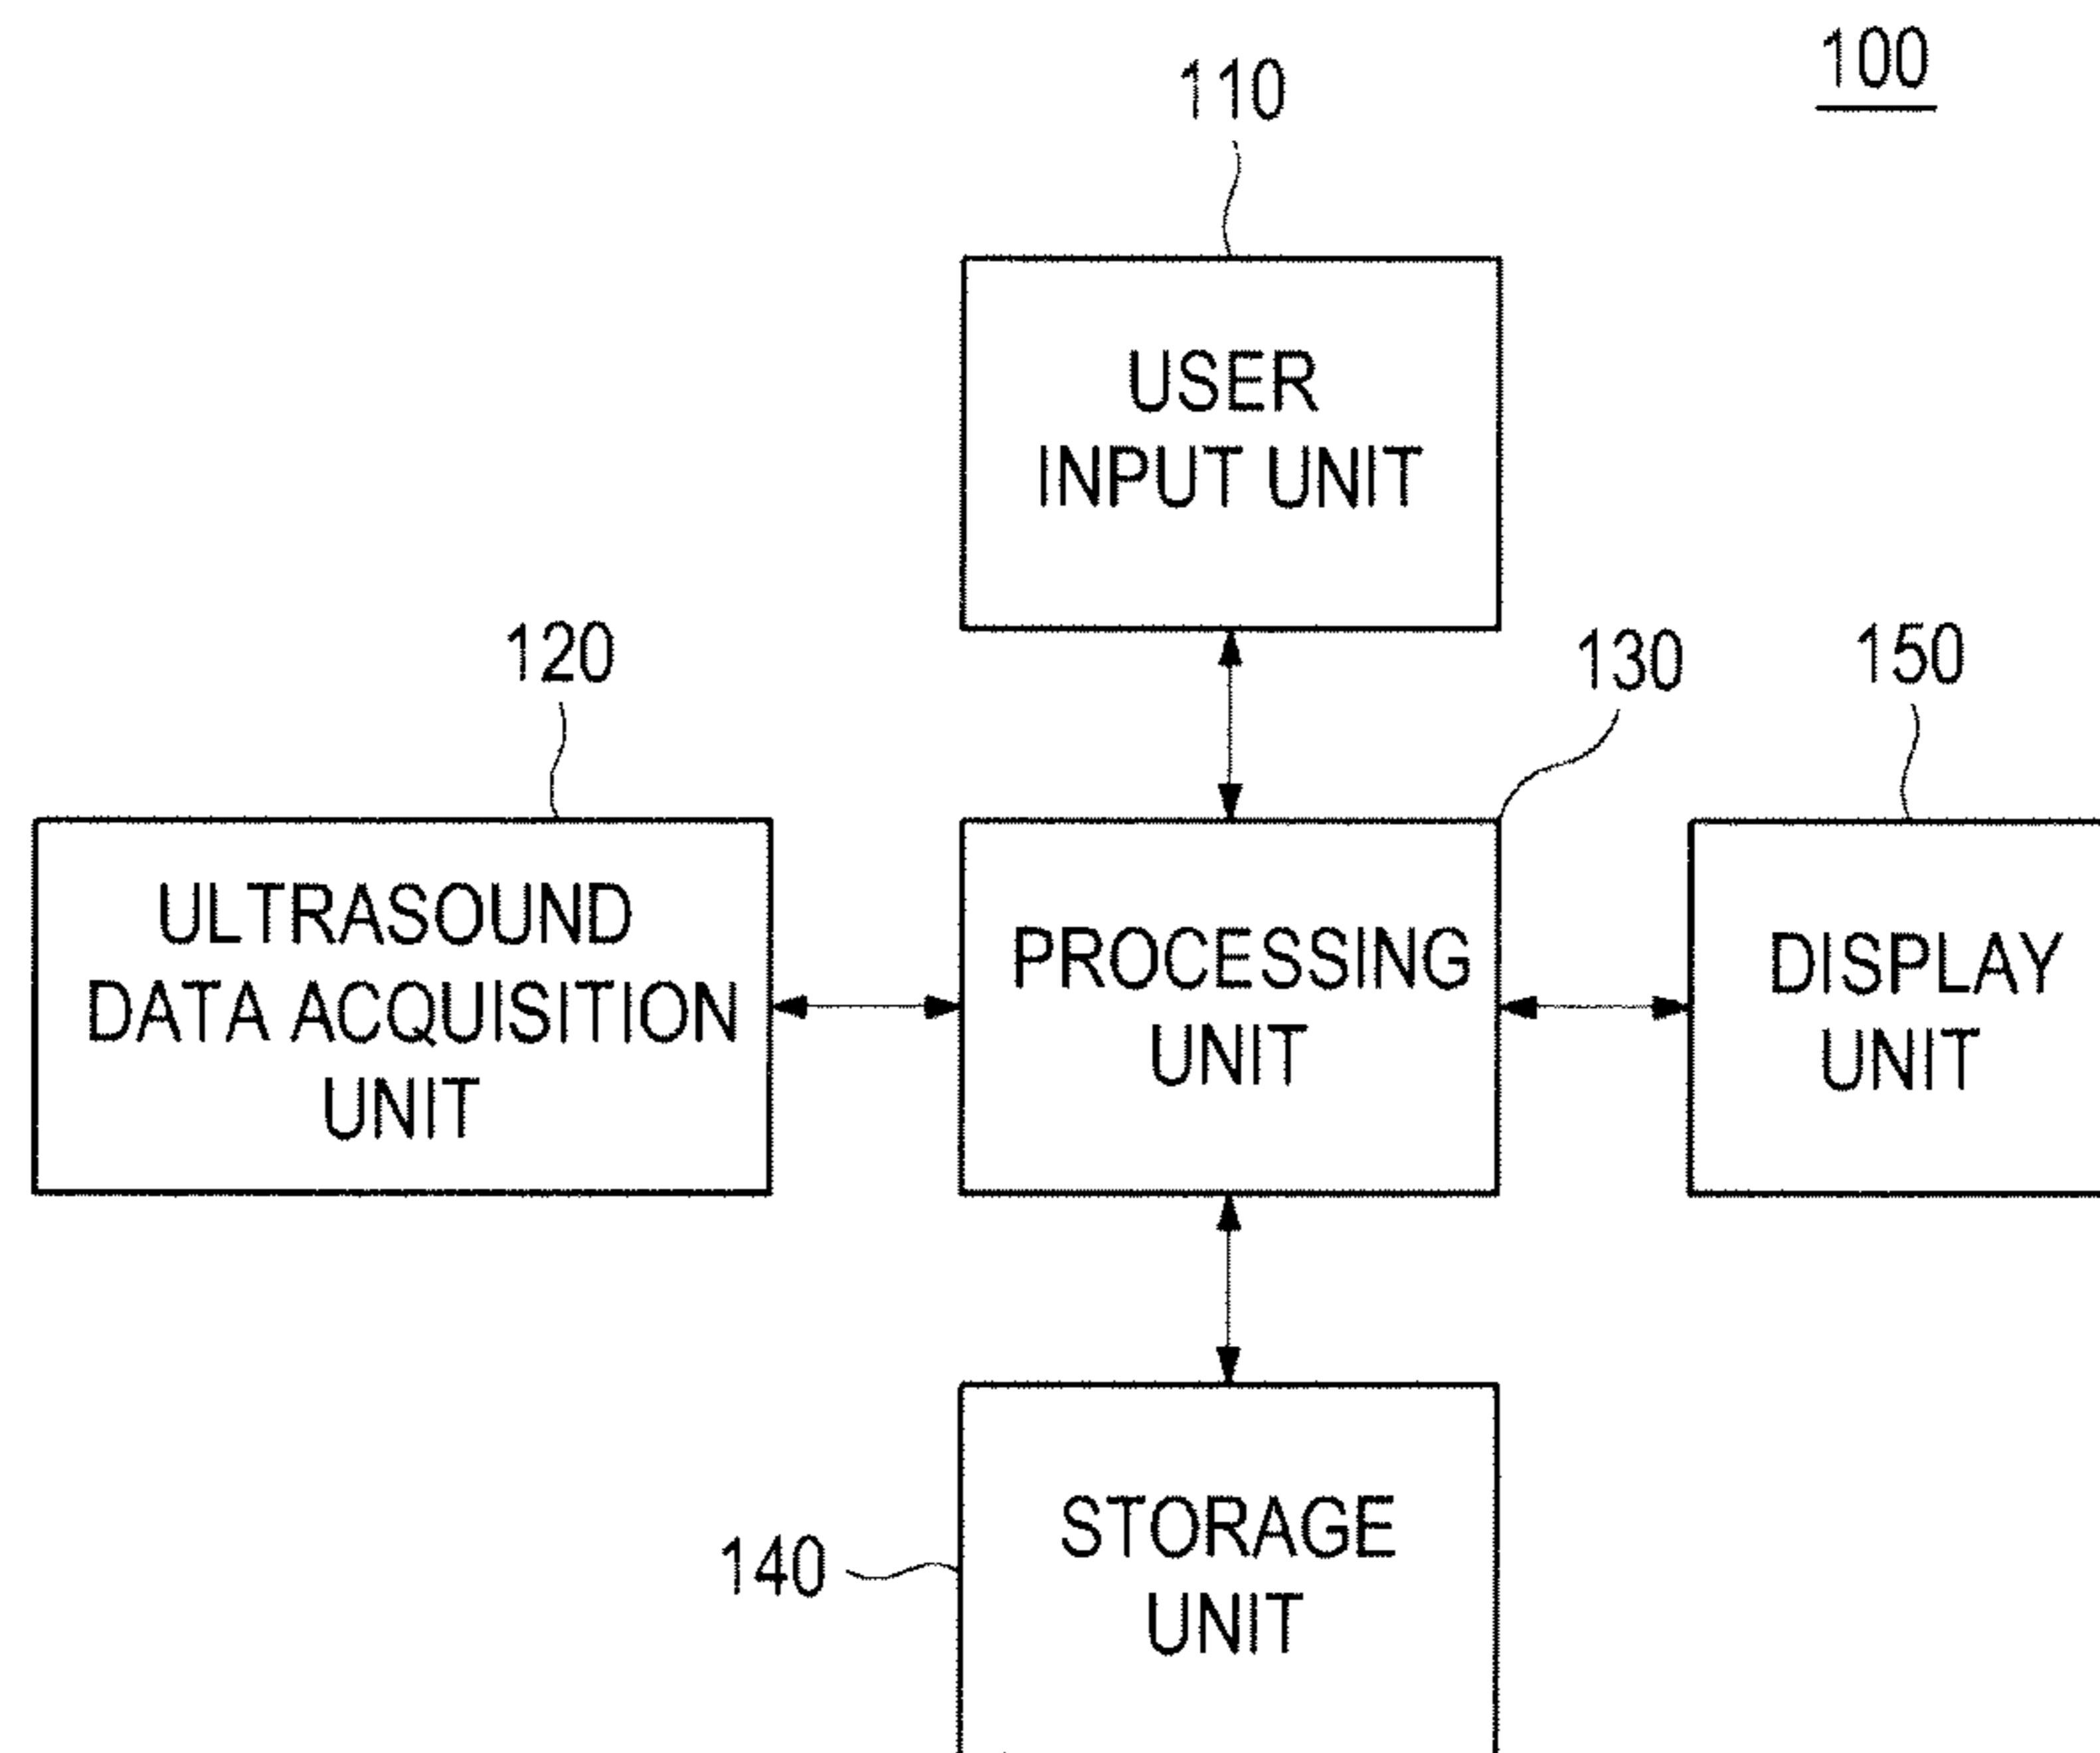 100
110
USER
INPUT UNIT
120
130
150
ULTRASOUND
DATA ACQUISITION
UNIT
PROCESSING
UNIT
DISPLAY
UNIT
140
STORAGE
UNIT